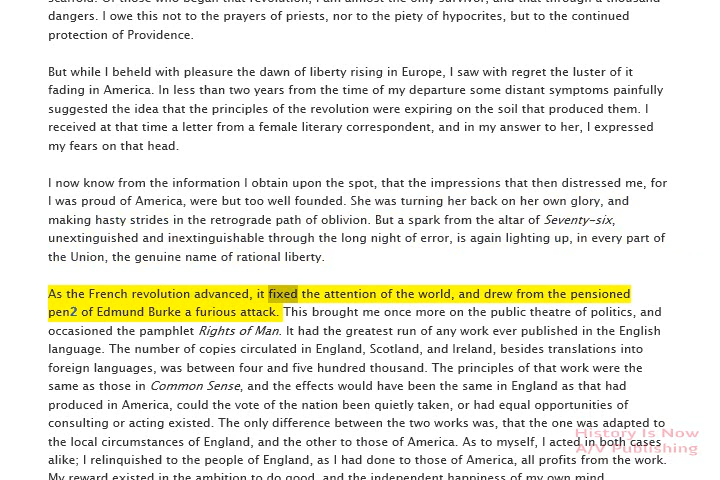 scaffold. Of those who began that revolution, I am almost the only survivor, and that through a thousand
dangers. I owe this not to the prayers of priests, nor to the piety of hypocrites, but to the continued
protection of Providence.
But while I beheld with pleasure the dawn of liberty rising in Europe, I saw with regret the luster of it
fading in America. In less than two years from the time of my departure some distant symptoms painfully
suggested the idea that the principles of the revolution were expiring on the soil that produced them. I
received at that time a letter from a female literary correspondent, and in my answer to her, I expressed
my fears on that head.
I now know from the information I obtain upon the spot, that the impressions that then distressed me, for
I was proud of America, were but too well founded. She was turning her back on her own glory, and
making hasty strides in the retrograde path of oblivion. But a spark from the altar of Seventy-six,
unextinguished and inextinguishable through the long night of error, is again lighting up, in every part of
the Union, the genuine name of rational liberty.
As the French revolution advanced, it fixed the attention of the world, and drew from the pensioned
pen2 of Edmund Burke a furious attack. This brought me once more on the public theatre of politics, and
occasioned the pamphlet Rights of Man. It had the greatest run of any work ever published in the English
language. The number of copies circulated in England, Scotland, and Ireland, besides translations into
foreign languages, was between four and five hundred thousand. The principles of that work were the
same as those in Common Sense, and the effects would have been the same in England as that had
produced in America, could the vote of the nation been quietly taken, or had equal opportunities of
consulting or acting existed. The only difference between the two works was, that the one was adapted to
the local circumstances of England, and the other to those of America. As to myself, I acted in both cases
alike; I relinquished to the people of England, as I had done to those of America, all profits from the work.
My reward existed in the ambition to do good, and the independent happiness of my own mind.
History Is Now
A/V Publishing